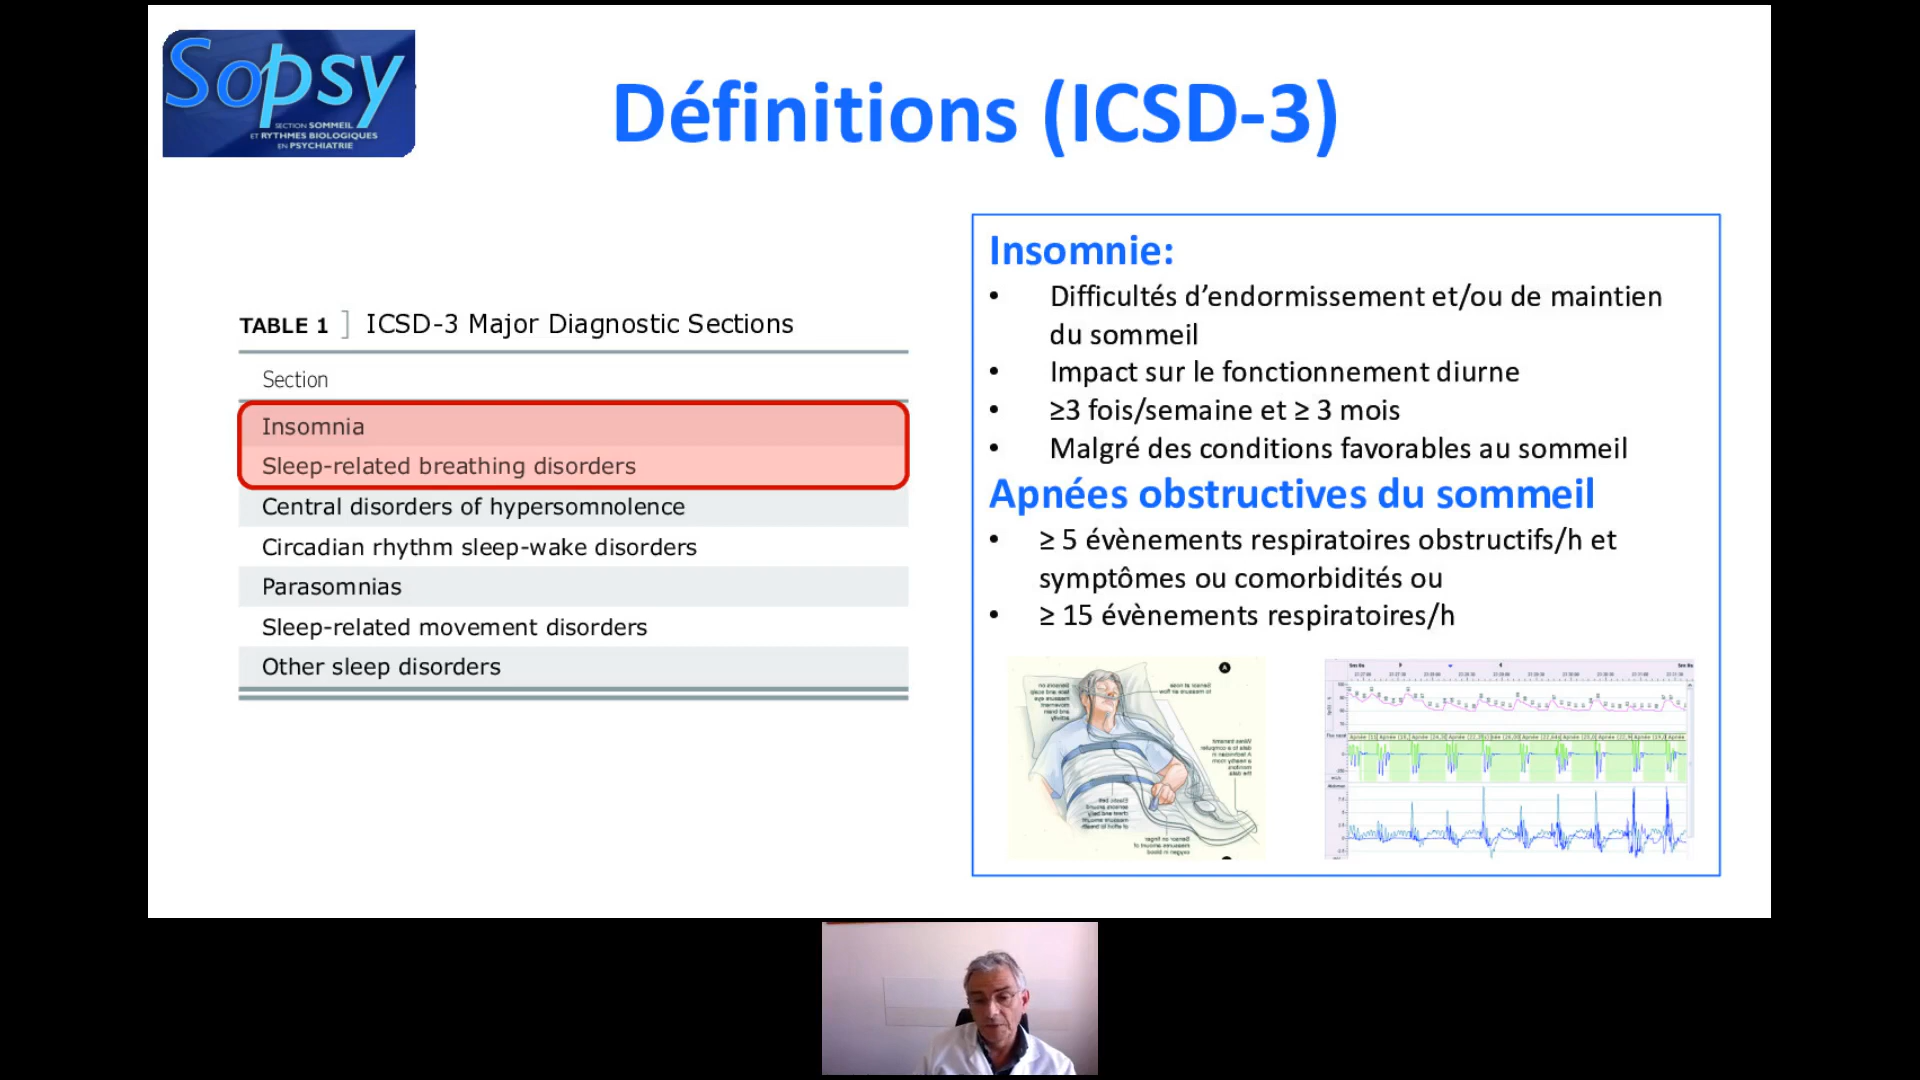 Sopsy
SECTION SOMMEIL
ET RYTHMES BIOLOGIQUES
EN PSYCHIATRIE
Définitions (ICSD-3)
TABLE 1 ] ICSD-3 Major Diagnostic Sections
Section
Insomnia
Sleep-related breathing disorders
Central disorders of hypersomnolence
Circadian rhythm sleep-wake disorders
Parasomnias
Sleep-related movement disorders
Other sleep disorders
Insomnie:
• Difficultés d’endormissement et/ou de maintien
du sommeil
• Impact sur le fonctionnement diurne
• ≥3 fois/semaine et ≥ 3 mois
• Malgré des conditions favorables au sommeil
Apnées obstructives du sommeil
• ≥ 5 évènements respiratoires obstructifs/h et
symptômes ou comorbidités ou
• ≥ 15 évènements respiratoires/h